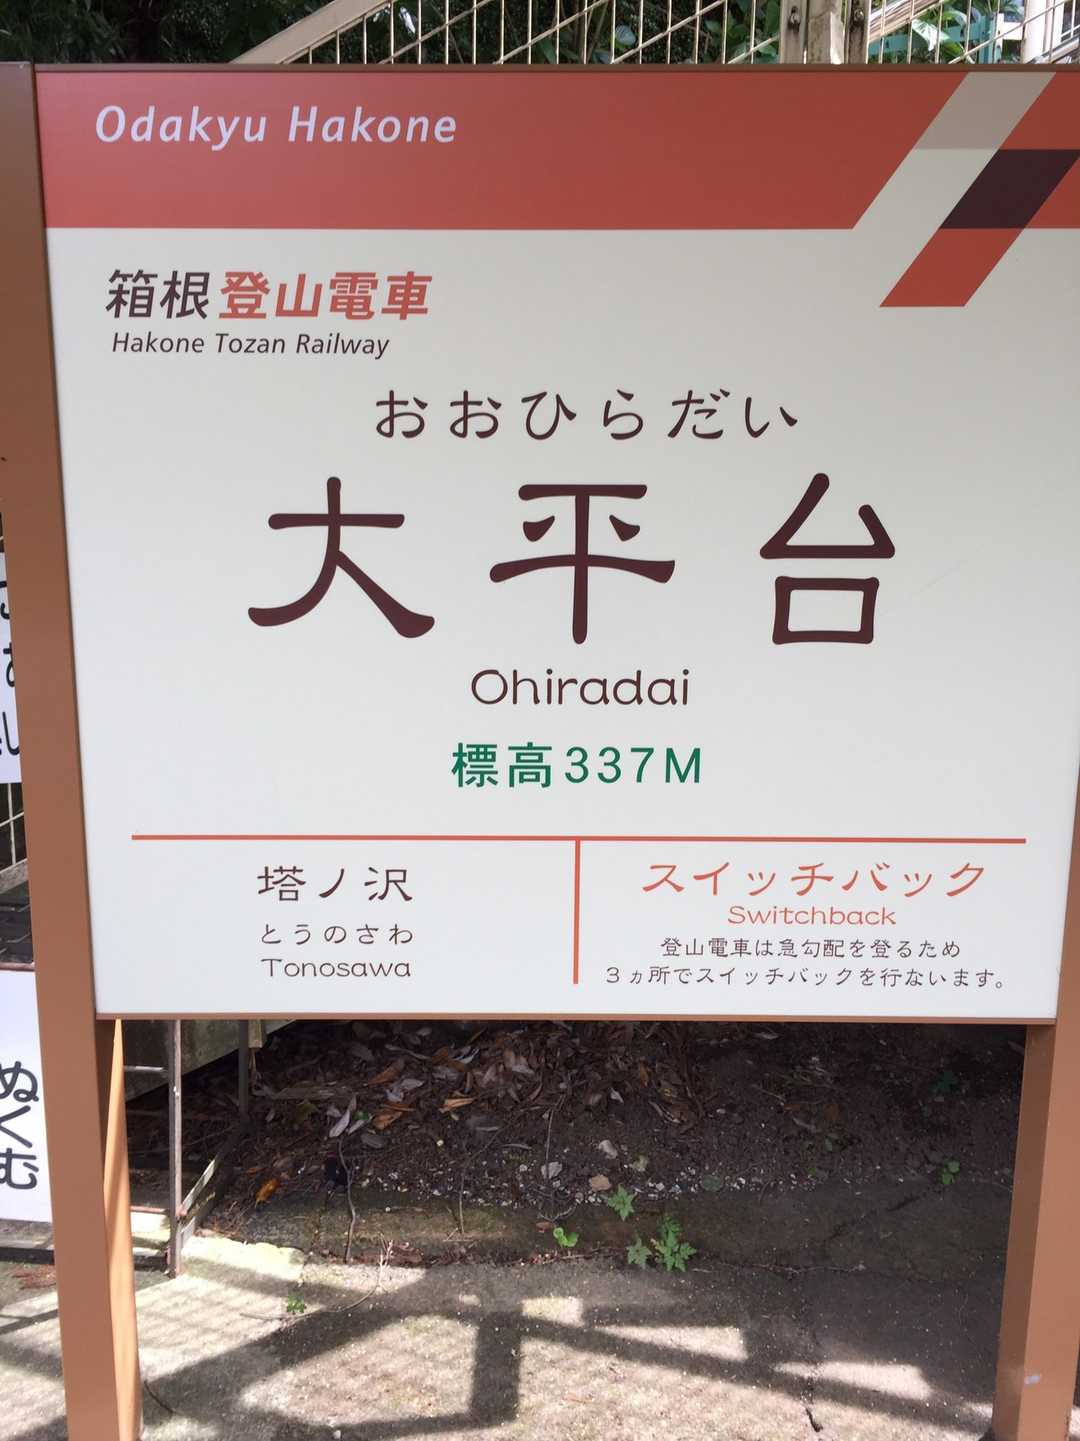 Odakyu Hakone
箱根登山電車
Hakone Tozan Railway
おおひらだい
大平台
Ohiradai
標高337M
塔ノ沢
とうのさわ
Tonosawa
スイッチバック
Switchback
登山電車は急勾配を登るため
3ヵ所でスイッチバックを行ないます。
ぬくむ